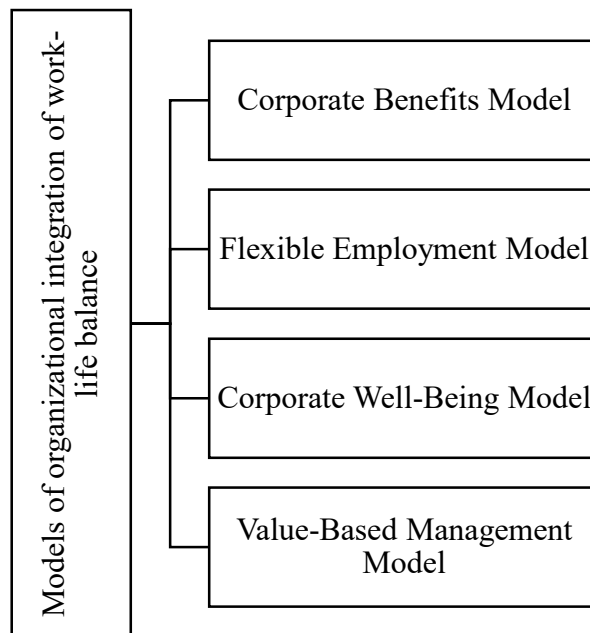 Models of organizational integration of work-
life balance
Corporate Benefits Model
Flexible Employment Model
Corporate Well-Being Model
Value-Based Management
Model